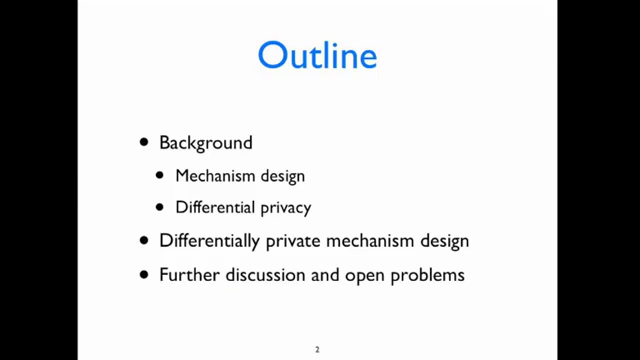 Outline
• Background
• Mechanism design
• Differential privacy
• Differentially private mechanism design
• Further discussion and open problems
2